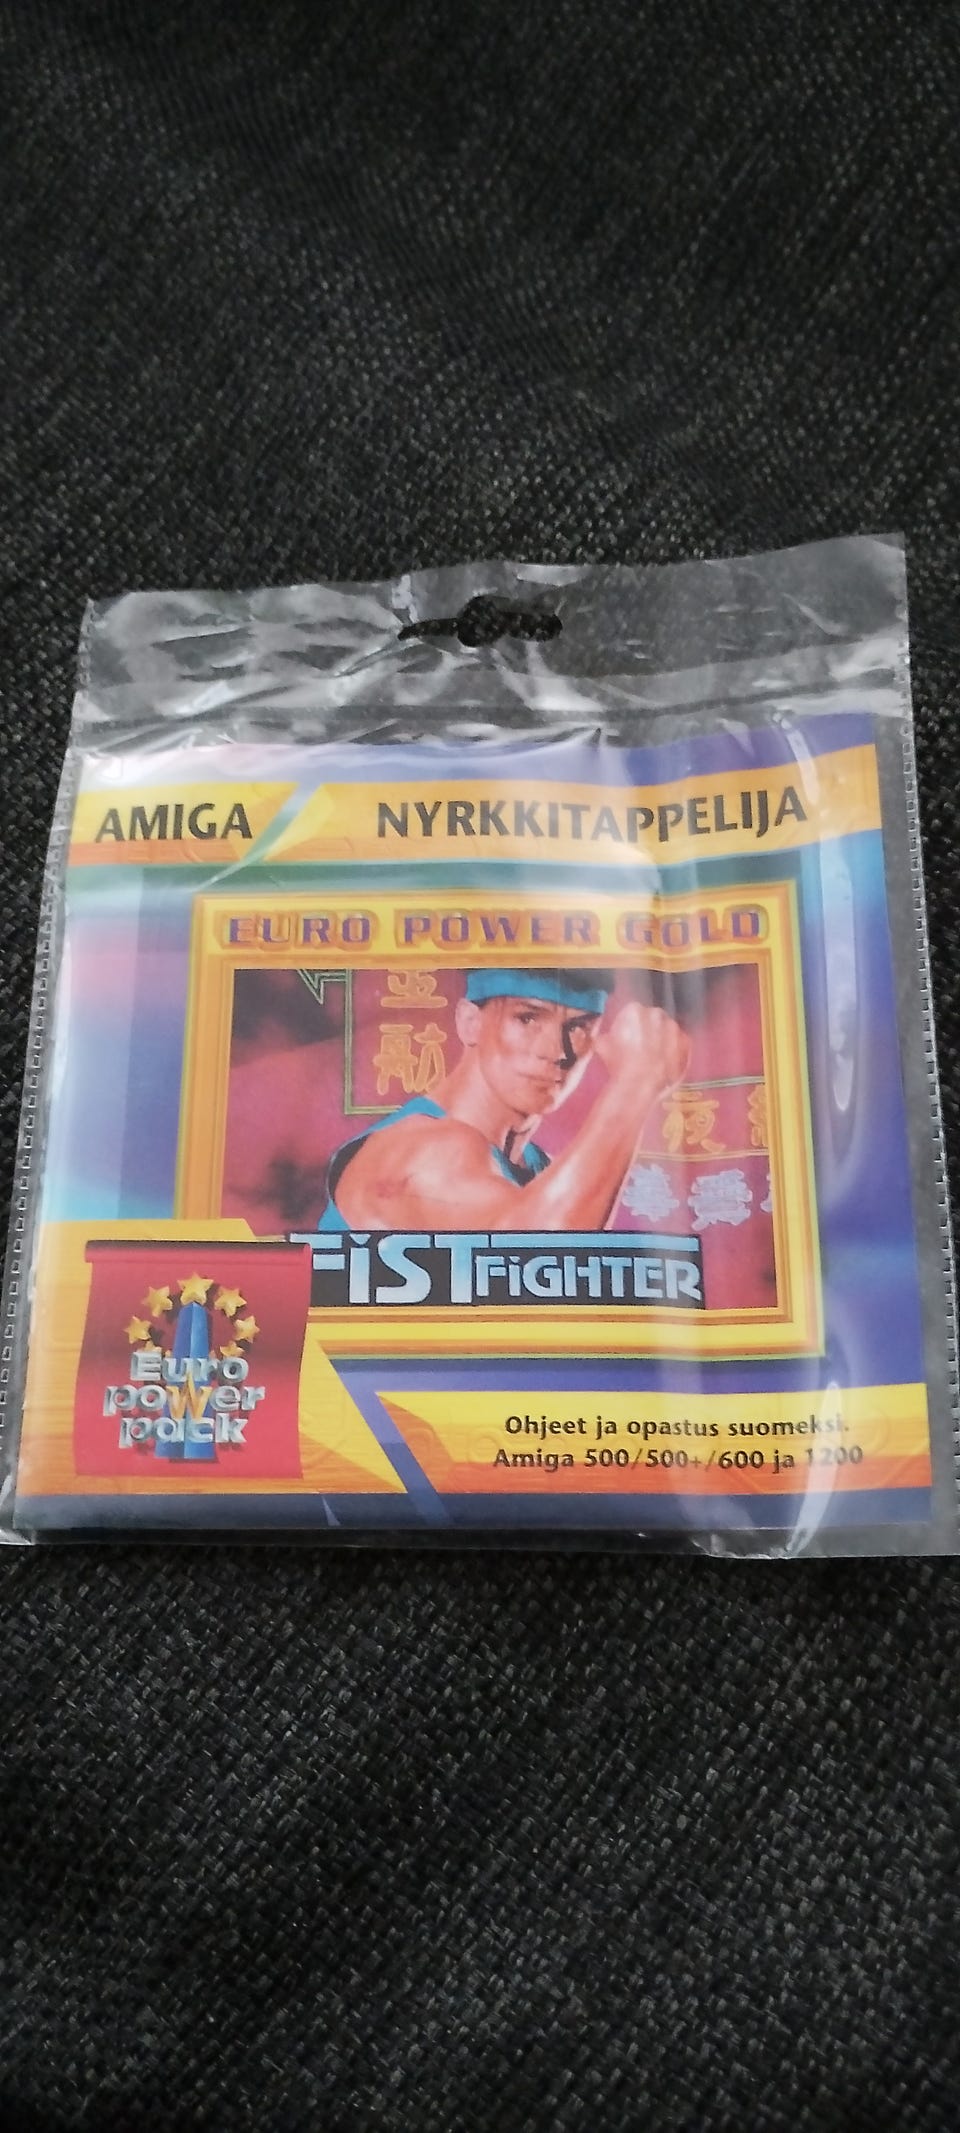 AMIGA NYRKKITAPPELIJA
EURO POWER GOLD
FiST FiGHTER
Euro
power
pack
Ohjeet ja opastus suomeksi.
Amiga 500/500+/600 ja 1200